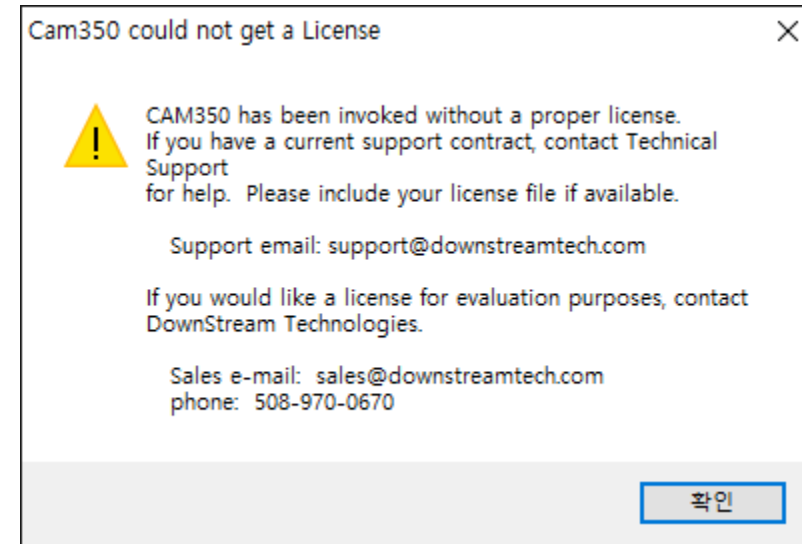 Cam350 could not get a License
CAM350 has been invoked without a proper license.
If you have a current support contract, contact Technical
Support
for help. Please include your license file if available.
Support email: support@downstreamtech.com
If you would like a license for evaluation purposes, contact
DownStream Technologies.
Sales e-mail: sales@downstreamtech.com
phone: 508-970-0670
확인